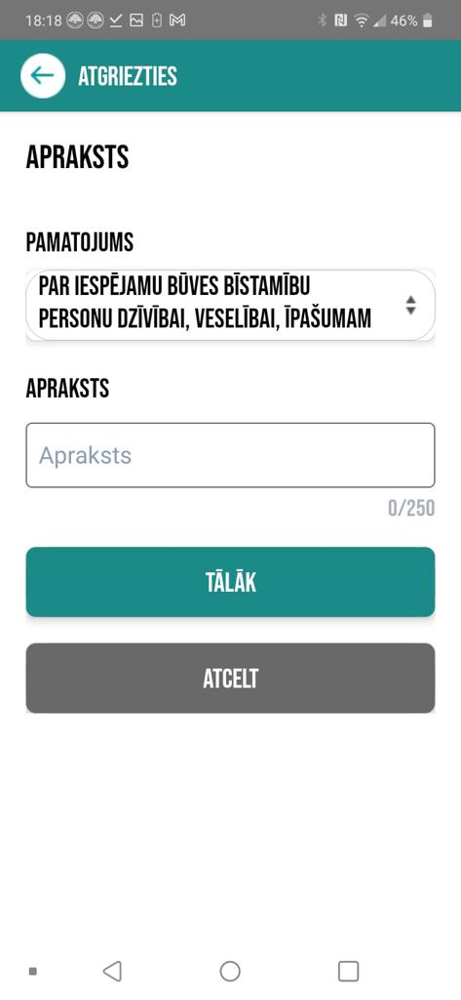 18:18 46%
ATGRIEZTIES
APRAKSTS
PAMATOJUMS
PAR IESPĒJAMU BŪVES BĪSTAMĪBU
PERSONU DZĪVĪBAI, VESELĪBAI, ĪPAŠUMAM
APRAKSTS
Apraksts
0/250
TĀLĀK
ATCELT